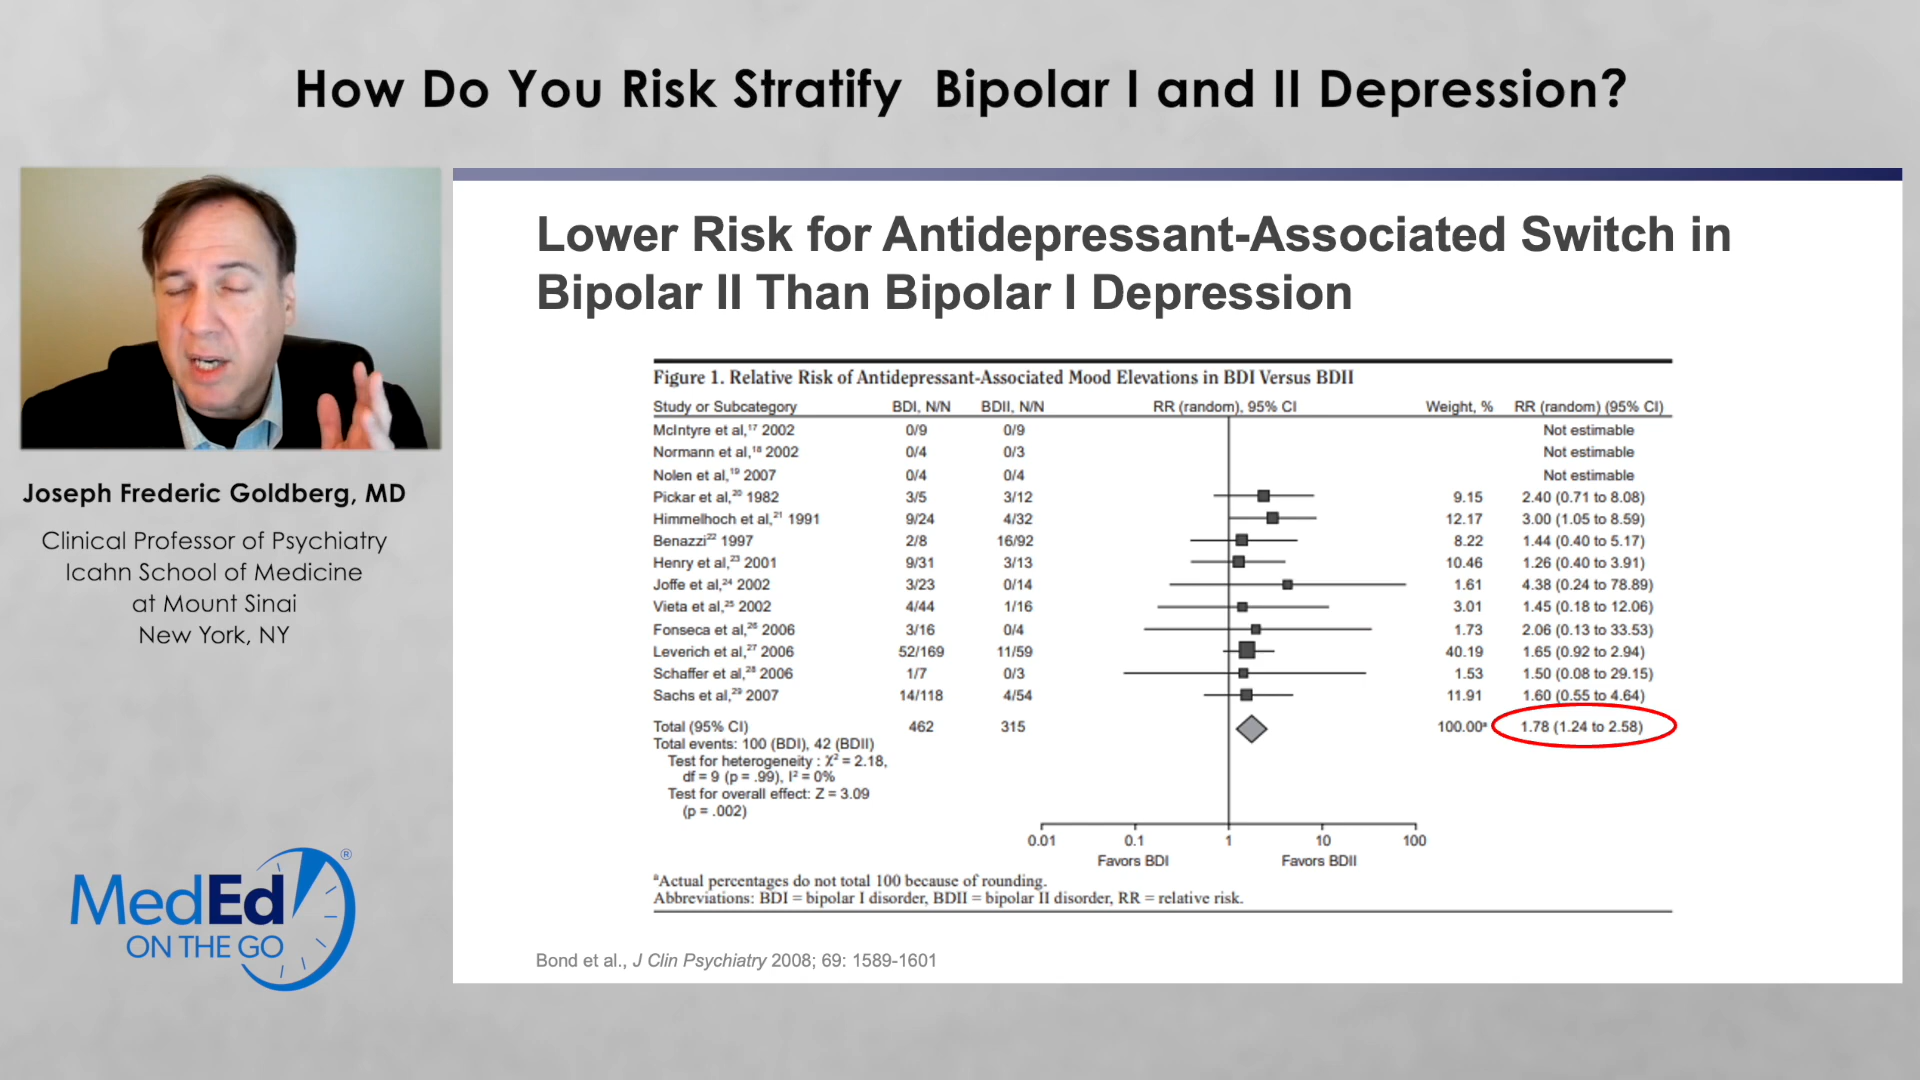 How Do You Risk Stratify  Bipolar I and II Depression?
Joseph Frederic Goldberg, MD
Clinical Professor of Psychiatry
Icahn School of Medicine
at Mount Sinai
New York, NY
MedEd®
ON THE GO
Lower Risk for Antidepressant-Associated Switch in
Bipolar II Than Bipolar I Depression
Figure 1. Relative Risk of Antidepressant-Associated Mood Elevations in BDI Versus BDII
Study or Subcategory BDI, N/N BDII, N/N RR (random), 95% CI Weight, % RR (random) (95% CI)
McIntyre et al,¹⁷ 2002 0/9 0/9 Not estimable
Normann et al,¹⁸ 2002 0/4 0/3 Not estimable
Nolen et al,¹⁹ 2007 0/4 0/4 Not estimable
Pickar et al,²⁰ 1982 3/5 3/12 9.15 2.40 (0.71 to 8.08)
Himmelhoch et al,²¹ 1991 9/24 4/32 12.17 3.00 (1.05 to 8.59)
Benazzi²² 1997 2/8 16/92 8.22 1.44 (0.40 to 5.17)
Henry et al,²³ 2001 9/31 3/13 10.46 1.26 (0.40 to 3.91)
Joffe et al,²⁴ 2002 3/23 0/14 1.61 4.38 (0.24 to 78.89)
Vieta et al,²⁵ 2002 4/44 1/16 3.01 1.45 (0.18 to 12.06)
Fonseca et al,²⁶ 2006 3/16 0/4 1.73 2.06 (0.13 to 33.53)
Leverich et al,²⁷ 2006 52/169 11/59 40.19 1.65 (0.92 to 2.94)
Schaffer et al,²⁸ 2006 1/7 0/3 1.53 1.50 (0.08 to 29.15)
Sachs et al,²⁹ 2007 14/118 4/54 11.91 1.60 (0.55 to 4.64)
Total (95% CI) 462 315 100.00ᵃ 1.78 (1.24 to 2.58)
Total events: 100 (BDI), 42 (BDII)
Test for heterogeneity : χ² = 2.18,
df = 9 (p = .99), I² = 0%
Test for overall effect: Z = 3.09
(p = .002)
0.01 0.1 1 10 100
Favors BDI Favors BDII
ᵃActual percentages do not total 100 because of rounding.
Abbreviations: BDI = bipolar I disorder, BDII = bipolar II disorder, RR = relative risk.
Bond et al., J Clin Psychiatry 2008; 69: 1589-1601